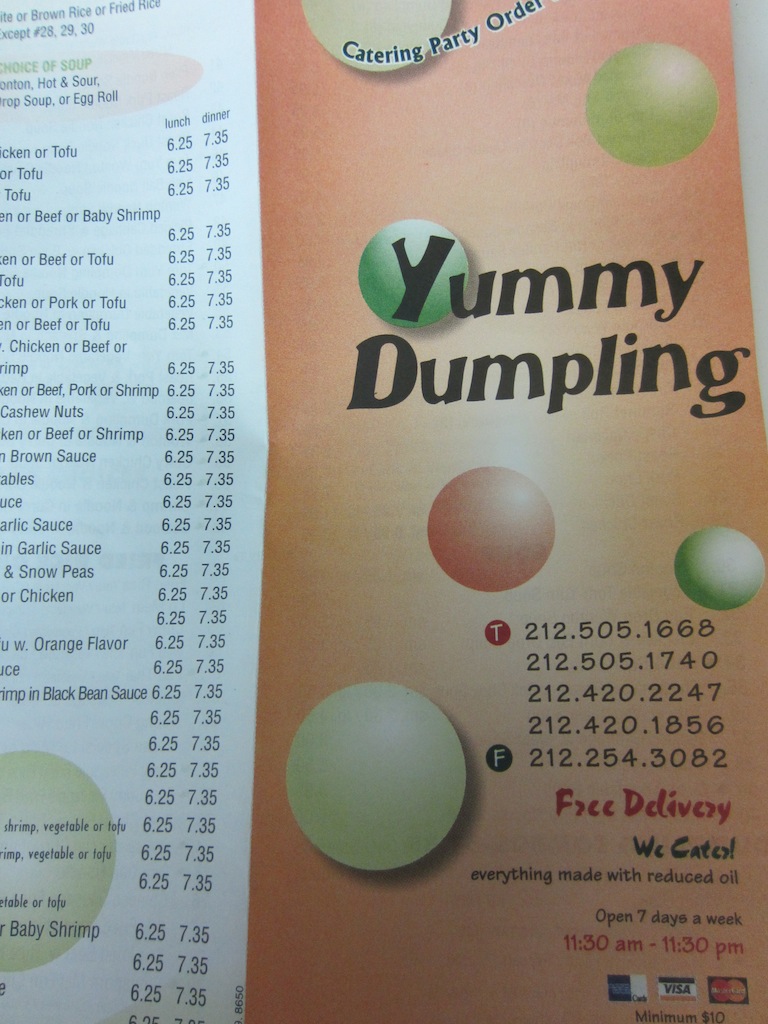 ite or Brown Rice or Fried Rice
xcept #28, 29, 30
CHOICE OF SOUP
onton, Hot & Sour,
rop Soup, or Egg Roll
lunch dinner
icken or Tofu 6.25 7.35
or Tofu 6.25 7.35
Tofu 6.25 7.35
en or Beef or Baby Shrimp
6.25 7.35
ken or Beef or Tofu 6.25 7.35
Tofu 6.25 7.35
cken or Pork or Tofu 6.25 7.35
en or Beef or Tofu 6.25 7.35
. Chicken or Beef or
rimp 6.25 7.35
ken or Beef, Pork or Shrimp 6.25 7.35
Cashew Nuts 6.25 7.35
ken or Beef or Shrimp 6.25 7.35
n Brown Sauce 6.25 7.35
tables 6.25 7.35
uce 6.25 7.35
arlic Sauce 6.25 7.35
in Garlic Sauce 6.25 7.35
& Snow Peas 6.25 7.35
or Chicken 6.25 7.35
6.25 7.35
fu w. Orange Flavor 6.25 7.35
uce 6.25 7.35
rimp in Black Bean Sauce 6.25 7.35
6.25 7.35
6.25 7.35
6.25 7.35
6.25 7.35
shrimp, vegetable or tofu 6.25 7.35
rimp, vegetable or tofu 6.25 7.35
6.25 7.35
etable or tofu
r Baby Shrimp 6.25 7.35
6.25 7.35
e 6.25 7.35
6.25 7.35
. 8650
Catering Party Order
Yummy
Dumpling
T 212.505.1668
212.505.1740
212.420.2247
212.420.1856
F 212.254.3082
Free Delivery
We Cater!
everything made with reduced oil
Open 7 days a week
11:30 am - 11:30 pm
VISA MasterCard
Minimum $10